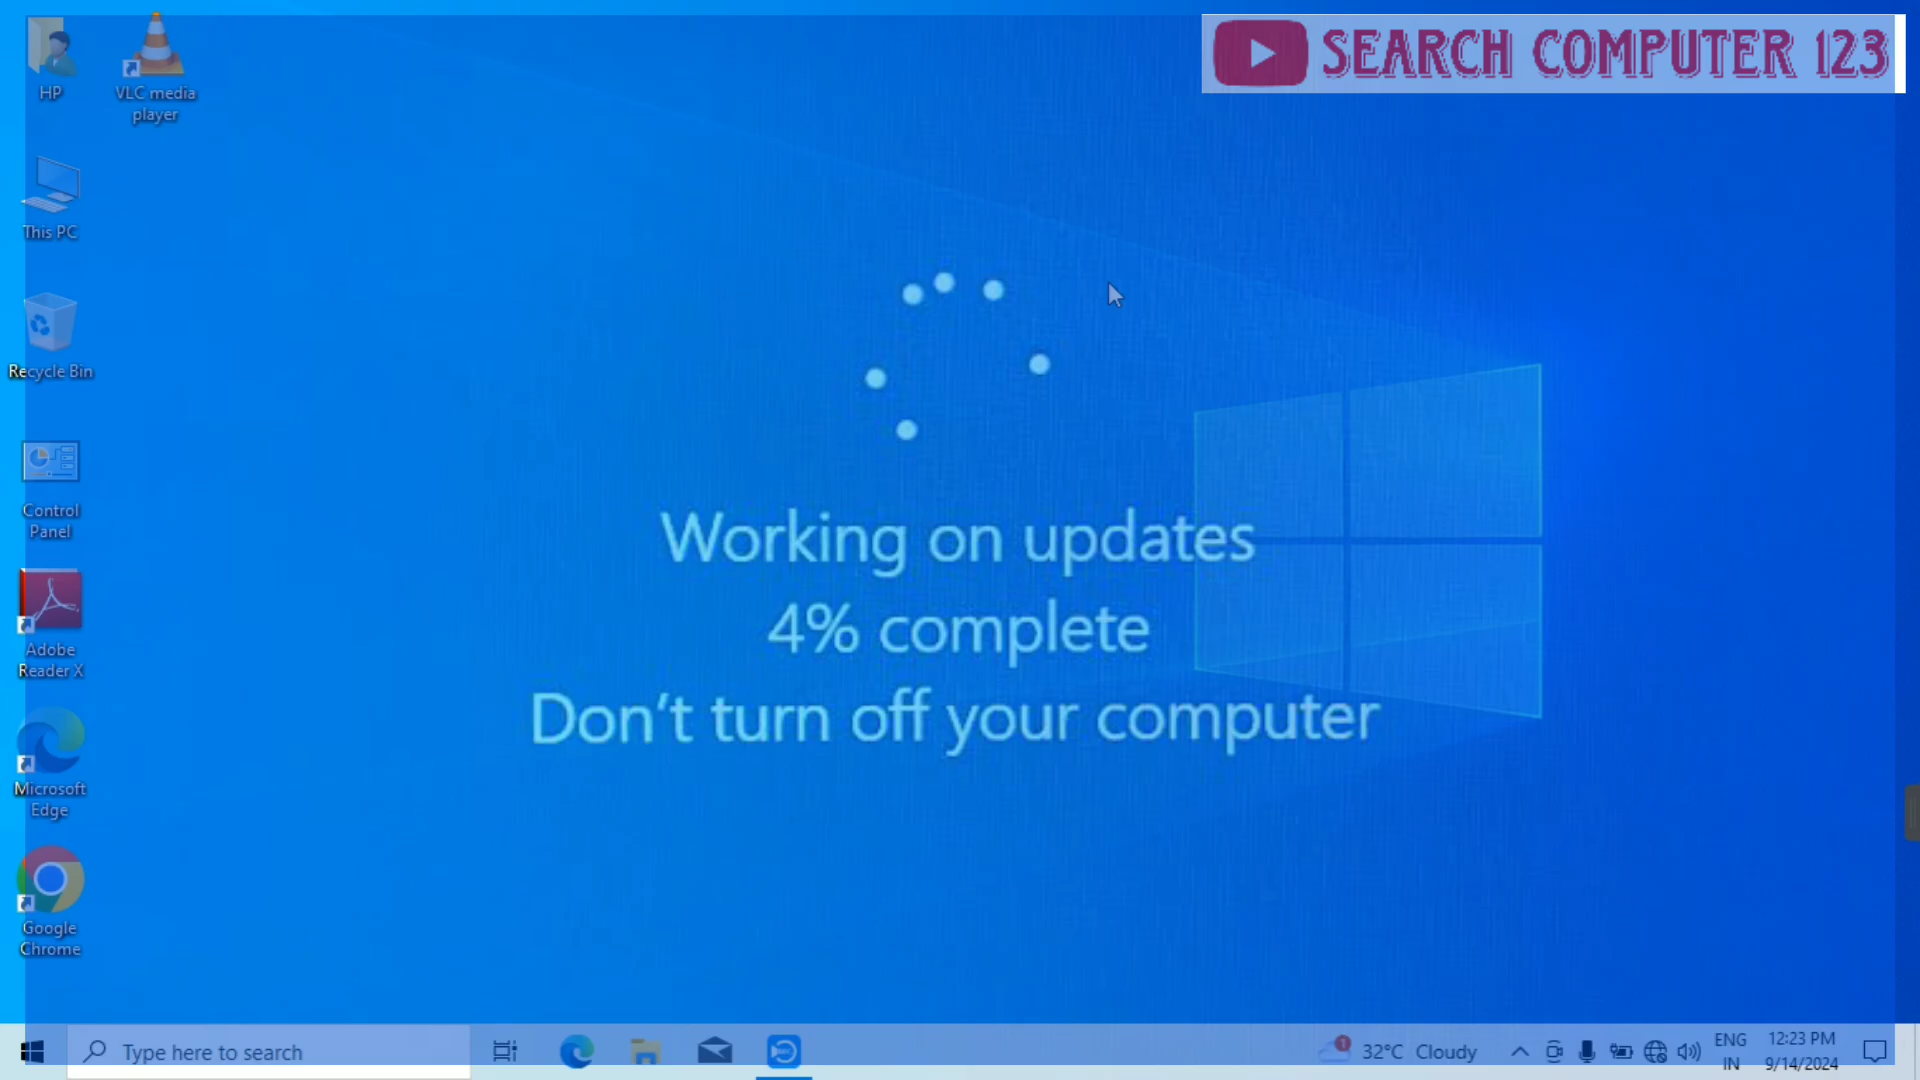 SEARCH COMPUTER 123
HP
VLC media
player
This PC
Recycle Bin
Control
Panel
Adobe
Reader X
Microsoft
Edge
Google
Chrome
Working on updates
4% complete
Don't turn off your computer
Type here to search
1
32°C Cloudy
ENG
IN
12:23 PM
9/14/2024